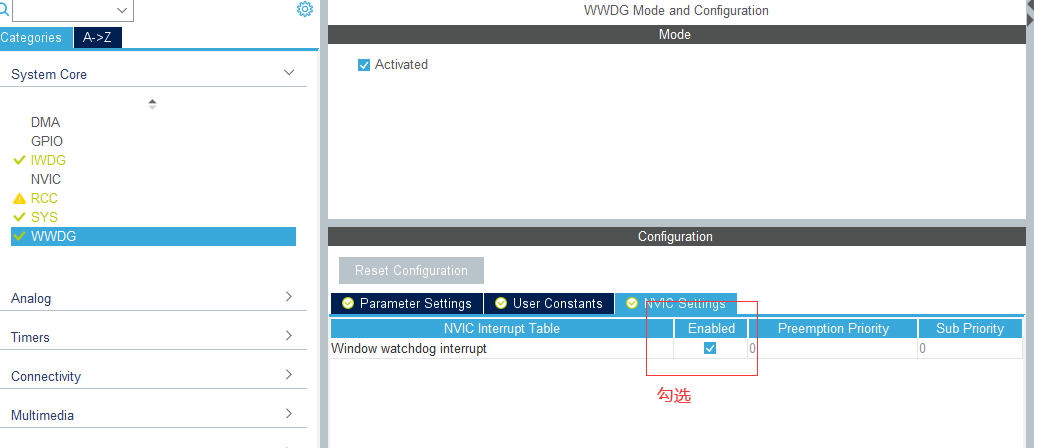 WWDG Mode and Configuration
Mode
Categories
A->Z
Activated
System Core
DMA
GPIO
IWDG
NVIC
RCC
SYS
WWDG
Configuration
Reset Configuration
Analog
Parameter Settings
User Constants
NVIC Settings
NVIC Interrupt Table
Enabled
Preemption Priority
Sub Priority
Timers
Window watchdog interrupt
0
0
Connectivity
勾选
Multimedia